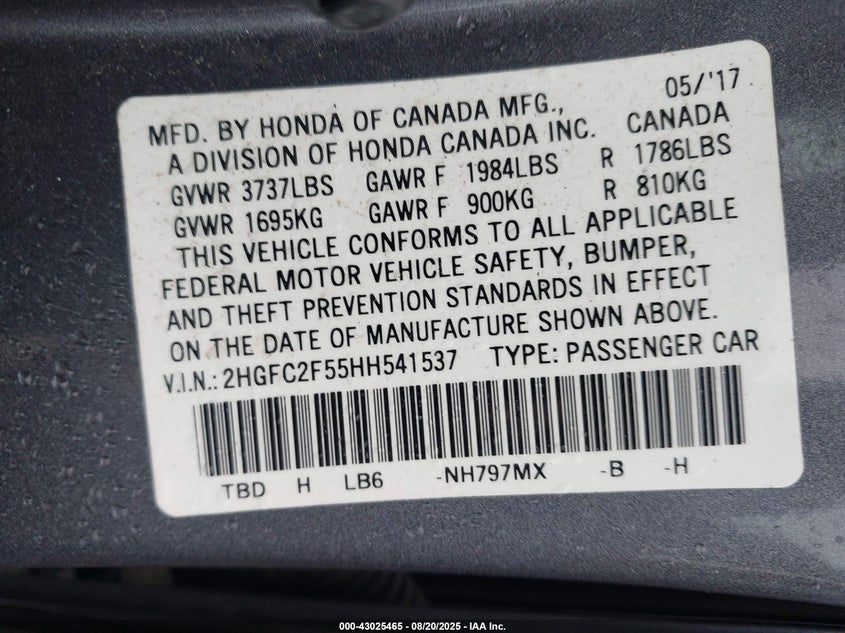 MFD. BY HONDA OF CANADA MFG., 05/'17
A DIVISION OF HONDA CANADA INC. CANADA
GVWR 3737LBS GAWR F 1984LBS R 1786LBS
GVWR 1695KG GAWR F 900KG R 810KG
THIS VEHICLE CONFORMS TO ALL APPLICABLE
FEDERAL MOTOR VEHICLE SAFETY, BUMPER,
AND THEFT PREVENTION STANDARDS IN EFFECT
ON THE DATE OF MANUFACTURE SHOWN ABOVE.
V.I.N.: 2HGFC2F55HH541537 TYPE: PASSENGER CAR
TBD H LB6 -NH797MX -B -H
000-43025465 - 08/20/2025 - IAA Inc.